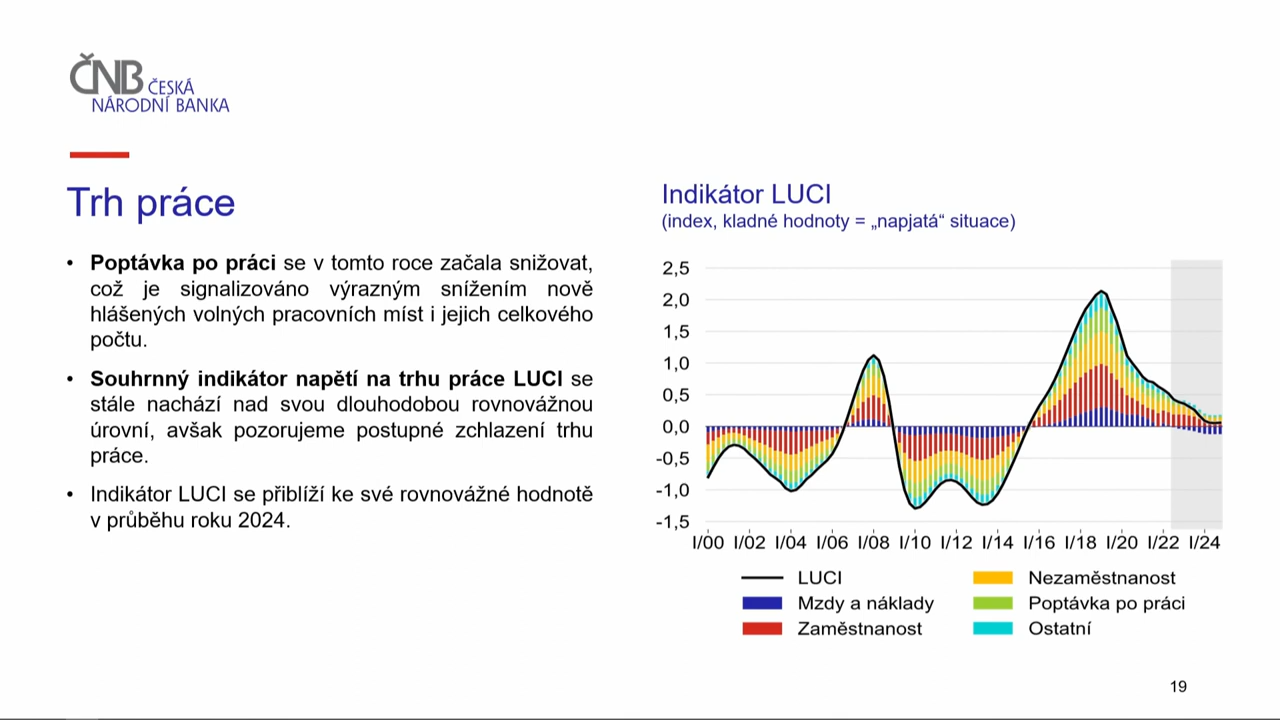 ČNB ČESKÁ
NÁRODNÍ BANKA
Trh práce
• Poptávka po práci se v tomto roce začala snižovat,
což je signalizováno výrazným snížením nově
hlášených volných pracovních míst i jejich celkového
počtu.
• Souhrnný indikátor napětí na trhu práce LUCI se
stále nachází nad svou dlouhodobou rovnovážnou
úrovní, avšak pozorujeme postupné zchlazení trhu
práce.
• Indikátor LUCI se přiblíží ke své rovnovážné hodnotě
v průběhu roku 2024.
Indikátor LUCI
(index, kladné hodnoty = „napjatá“ situace)
2,5
2,0
1,5
1,0
0,5
0,0
-0,5
-1,0
-1,5
I/00 I/02 I/04 I/06 I/08 I/10 I/12 I/14 I/16 I/18 I/20 I/22 I/24
LUCI
Mzdy a náklady
Zaměstnanost
Nezaměstnanost
Poptávka po práci
Ostatní
19